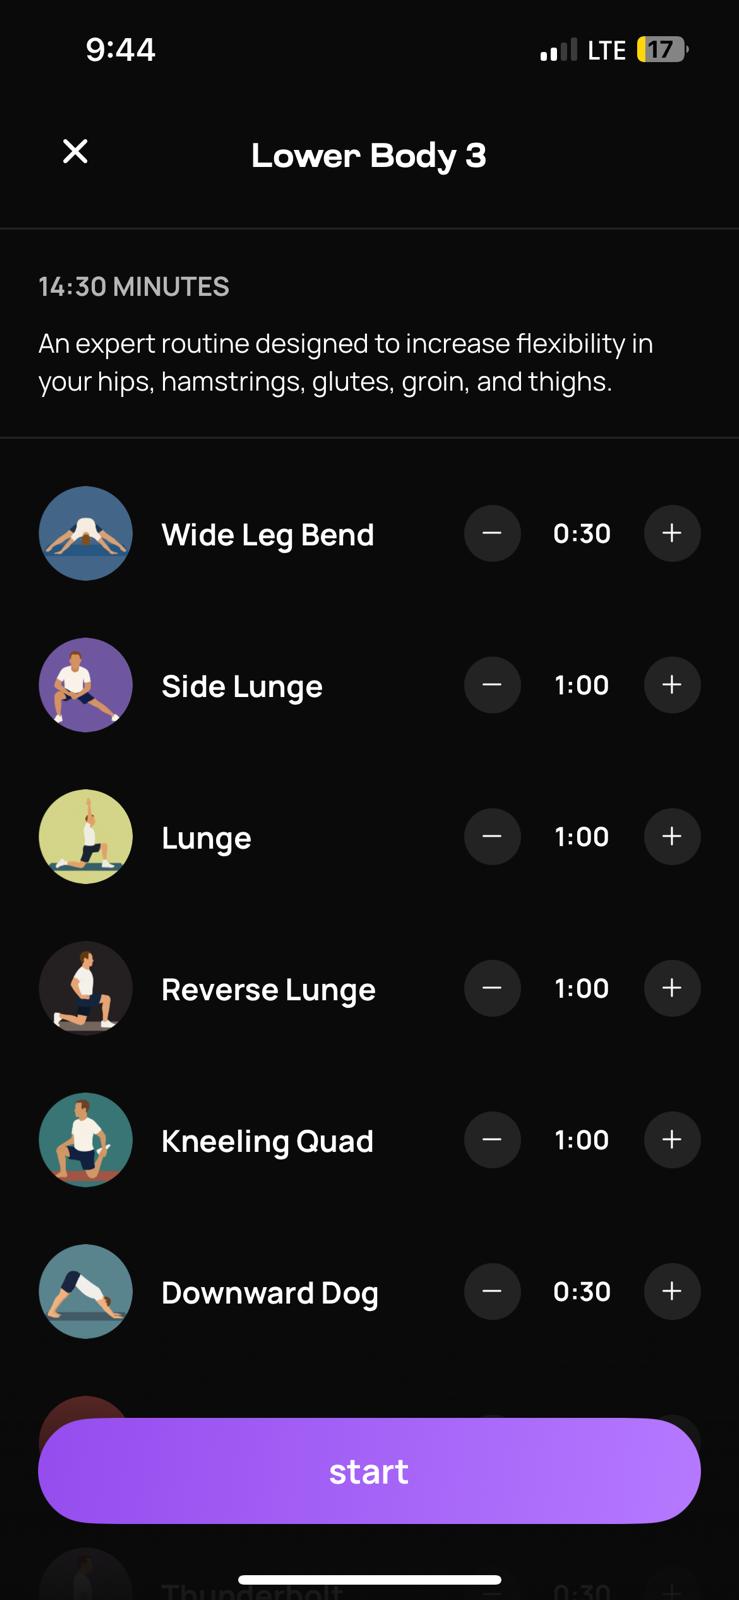 9:44
LTE
17
Lower Body 3
14:30 MINUTES
An expert routine designed to increase flexibility in
your hips, hamstrings, glutes, groin, and thighs.
Wide Leg Bend
0:30
Side Lunge
1:00
Lunge
1:00
Reverse Lunge
1:00
Kneeling Quad
1:00
Downward Dog
0:30
start
Thunderbolt
0:30